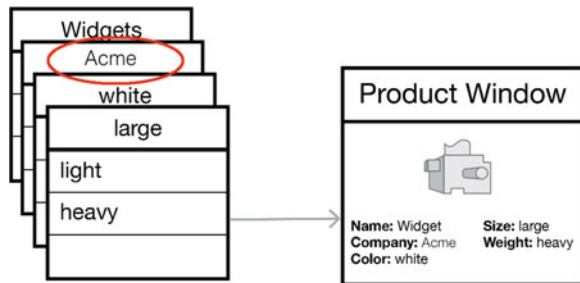 Widgets
Acme
white
large
light
heavy
Product Window
Name: Widget
Company: Acme
Color: white
Size: large
Weight: heavy